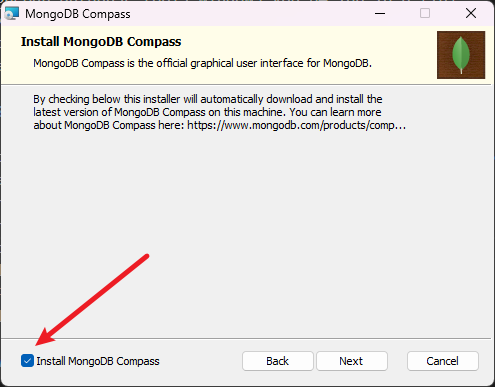 MongoDB Compass
Install MongoDB Compass
MongoDB Compass is the official graphical user interface for MongoDB.
By checking below this installer will automatically download and install the
latest version of MongoDB Compass on this machine. You can learn more
about MongoDB Compass here: https://www.mongodb.com/products/comp...
Install MongoDB Compass
Back
Next
Cancel